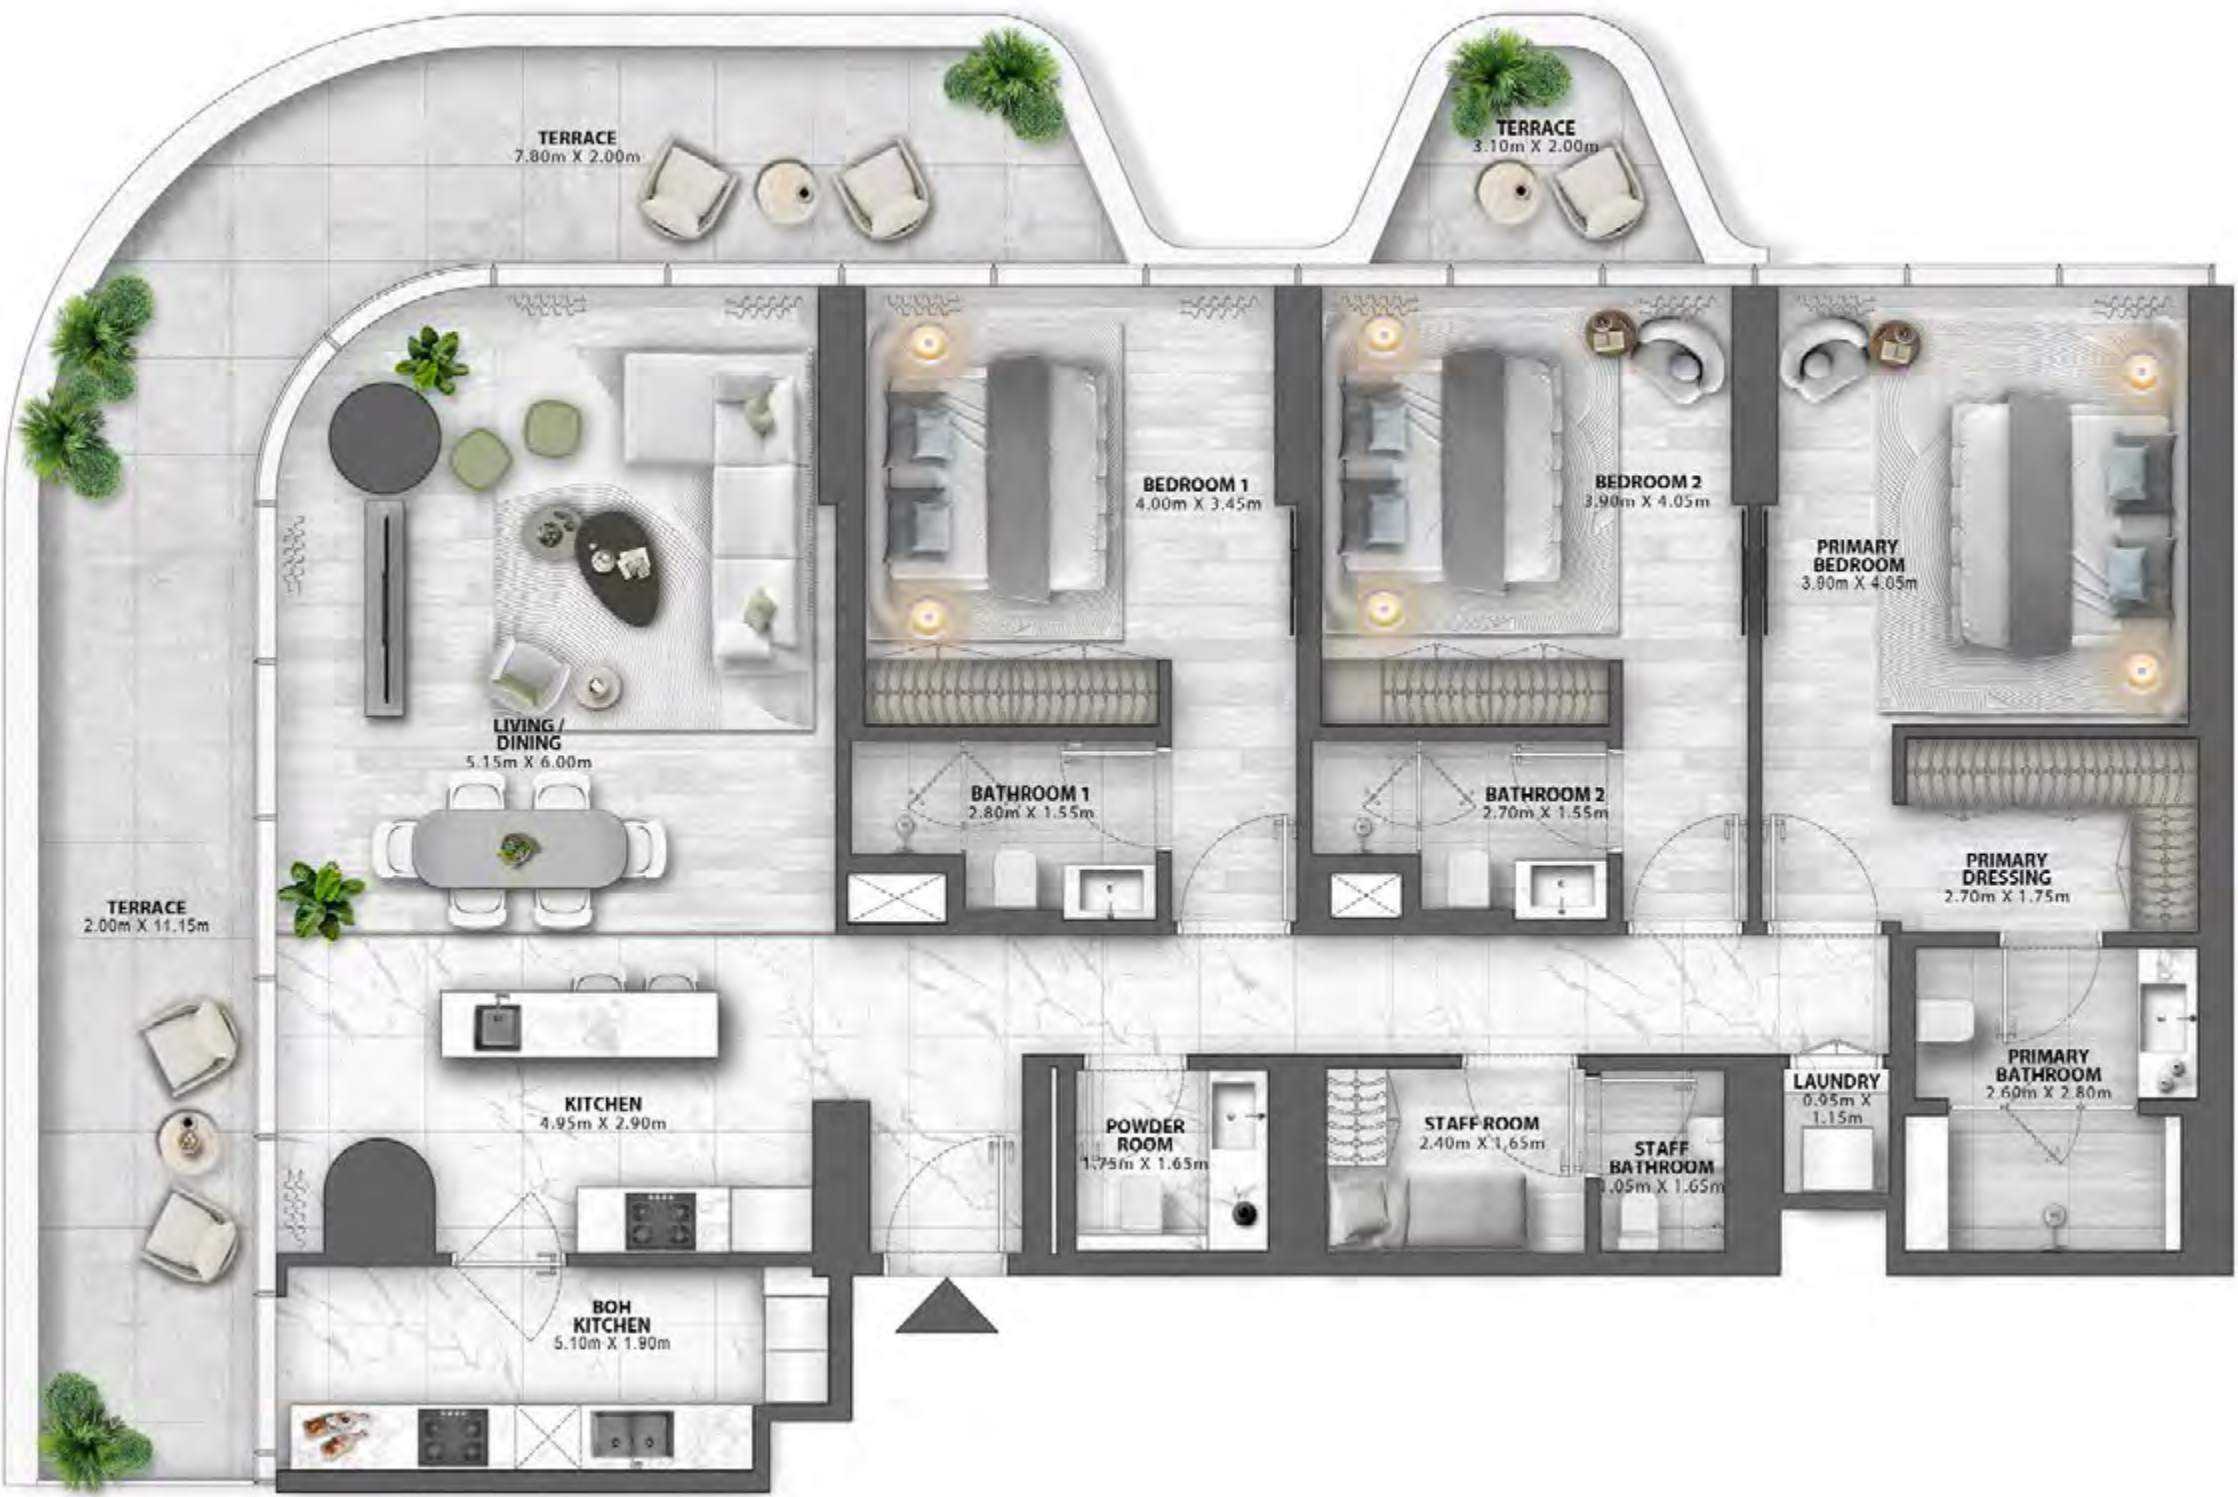 TERRACE
7.80m X 2.00m
TERRACE
3.10m X 2.00m
BEDROOM 1
4.00m X 3.45m
BEDROOM 2
3.90m X 4.05m
PRIMARY
BEDROOM
3.90m X 4.05m
LIVING /
DINING
5.15m X 6.00m
BATHROOM 1
2.80m X 1.55m
BATHROOM 2
2.70m X 1.55m
PRIMARY
DRESSING
2.70m X 1.75m
TERRACE
2.00m X 11.15m
KITCHEN
4.95m X 2.90m
POWDER
ROOM
1.75m X 1.65m
STAFF ROOM
2.40m X 1.65m
STAFF
BATHROOM
1.05m X 1.65m
LAUNDRY
0.95m X
1.15m
PRIMARY
BATHROOM
2.60m X 2.80m
BOH
KITCHEN
5.10m X 1.90m